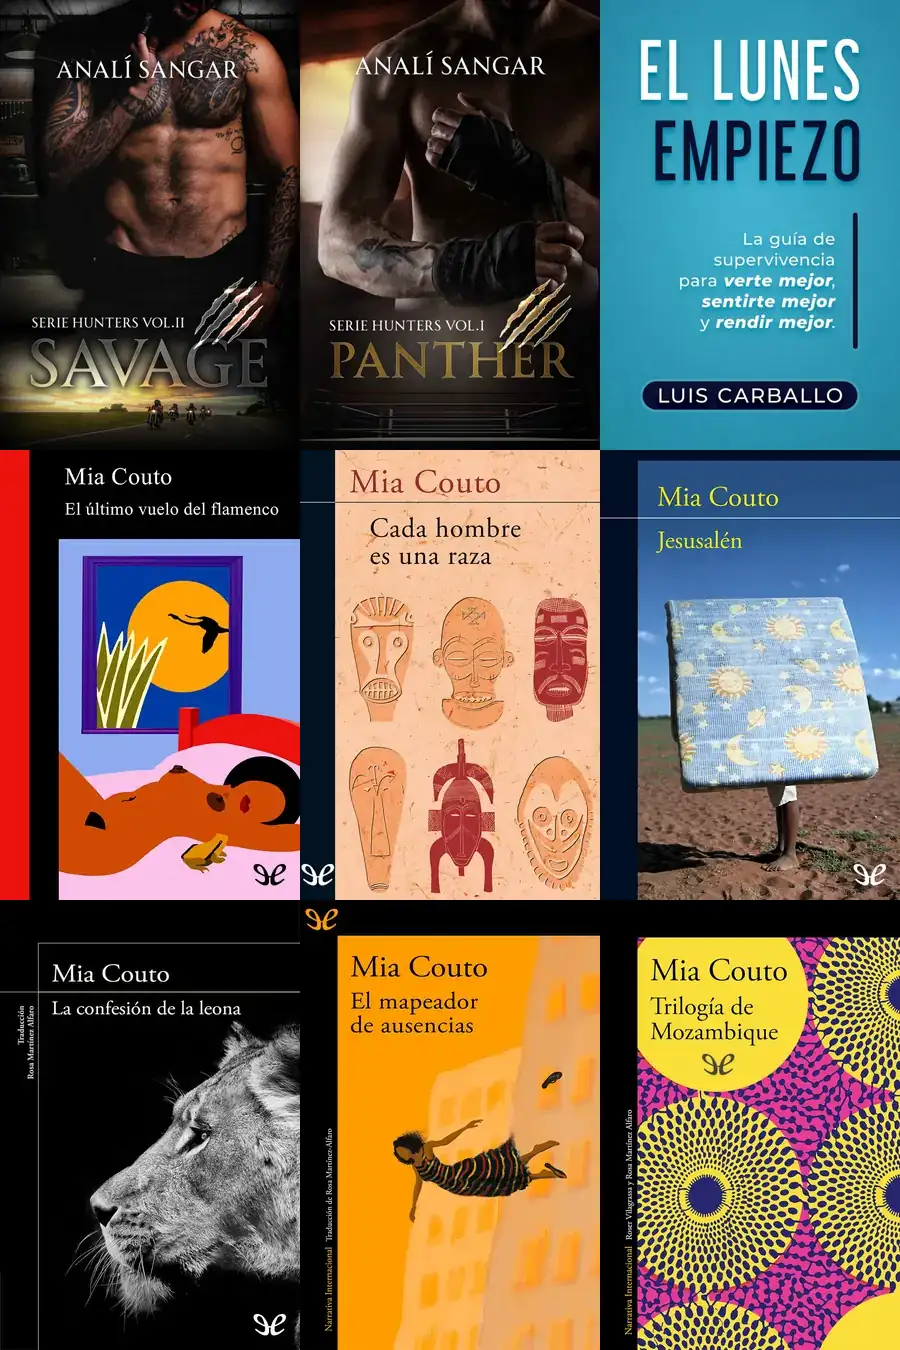 ANALÍ SANGAR
SERIE HUNTERS VOL.II
SAVAGE
ANALÍ SANGAR
SERIE HUNTERS VOL.I
PANTHER
EL LUNES
EMPIEZO
La guía de
supervivencia
para verte mejor,
sentirte mejor
y rendir mejor.
LUIS CARBALLO
Mia Couto
El último vuelo del flamenco
Mia Couto
Cada hombre
es una raza
Mia Couto
Jesusalén
Mia Couto
La confesión de la leona
Traducción
Rosa Martínez Alfaro
Mia Couto
El mapeador
de ausencias
Narrativa Internacional Traducción de Rosa Martínez-Alfaro
Mia Couto
Trilogía de
Mozambique
Narrativa Internacional Roser Vilagrassa y Rosa Martínez Alfaro